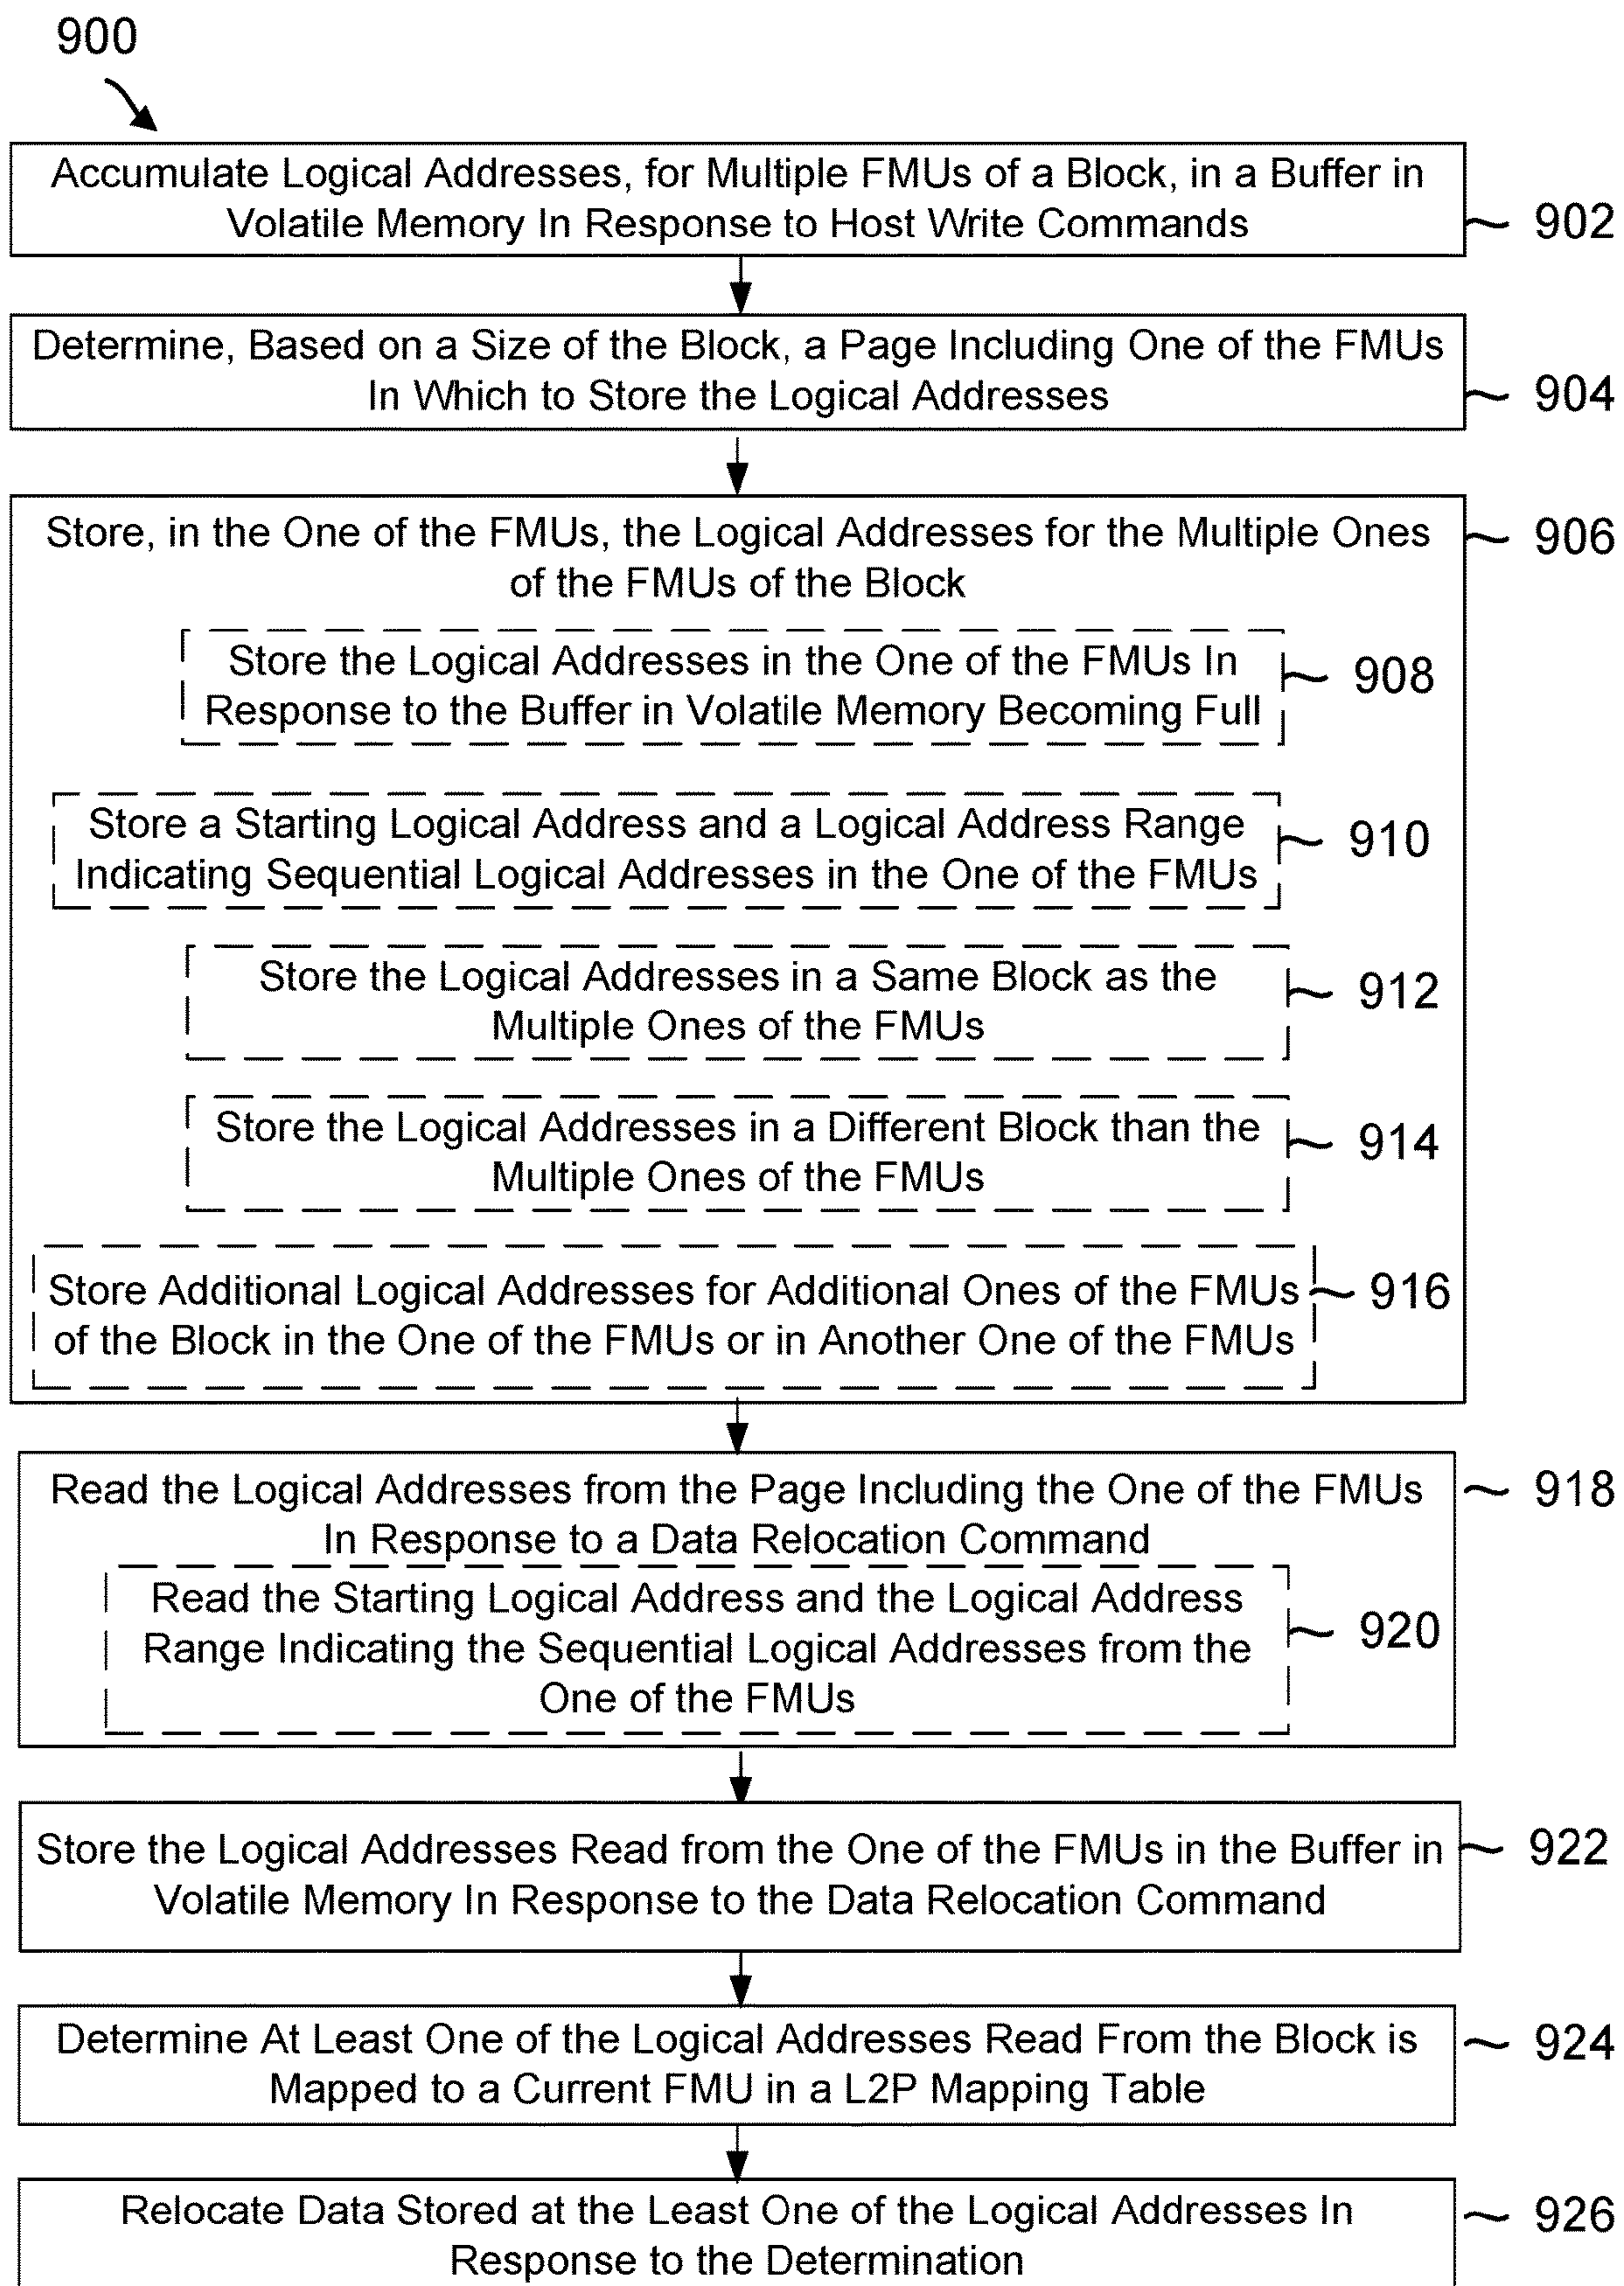 900
Accumulate Logical Addresses, for Multiple FMUs of a Block, in a Buffer in
Volatile Memory In Response to Host Write Commands
902
Determine, Based on a Size of the Block, a Page Including One of the FMUs
In Which to Store the Logical Addresses
904
Store, in the One of the FMUs, the Logical Addresses for the Multiple Ones
of the FMUs of the Block
906
Store the Logical Addresses in the One of the FMUs In
Response to the Buffer in Volatile Memory Becoming Full
908
Store a Starting Logical Address and a Logical Address Range
Indicating Sequential Logical Addresses in the One of the FMUs
910
Store the Logical Addresses in a Same Block as the
Multiple Ones of the FMUs
912
Store the Logical Addresses in a Different Block than the
Multiple Ones of the FMUs
914
Store Additional Logical Addresses for Additional Ones of the FMUs
of the Block in the One of the FMUs or in Another One of the FMUs
916
Read the Logical Addresses from the Page Including the One of the FMUs
In Response to a Data Relocation Command
918
Read the Starting Logical Address and the Logical Address
Range Indicating the Sequential Logical Addresses from the
One of the FMUs
920
Store the Logical Addresses Read from the One of the FMUs in the Buffer in
Volatile Memory In Response to the Data Relocation Command
922
Determine At Least One of the Logical Addresses Read From the Block is
Mapped to a Current FMU in a L2P Mapping Table
924
Relocate Data Stored at the Least One of the Logical Addresses In
Response to the Determination
926